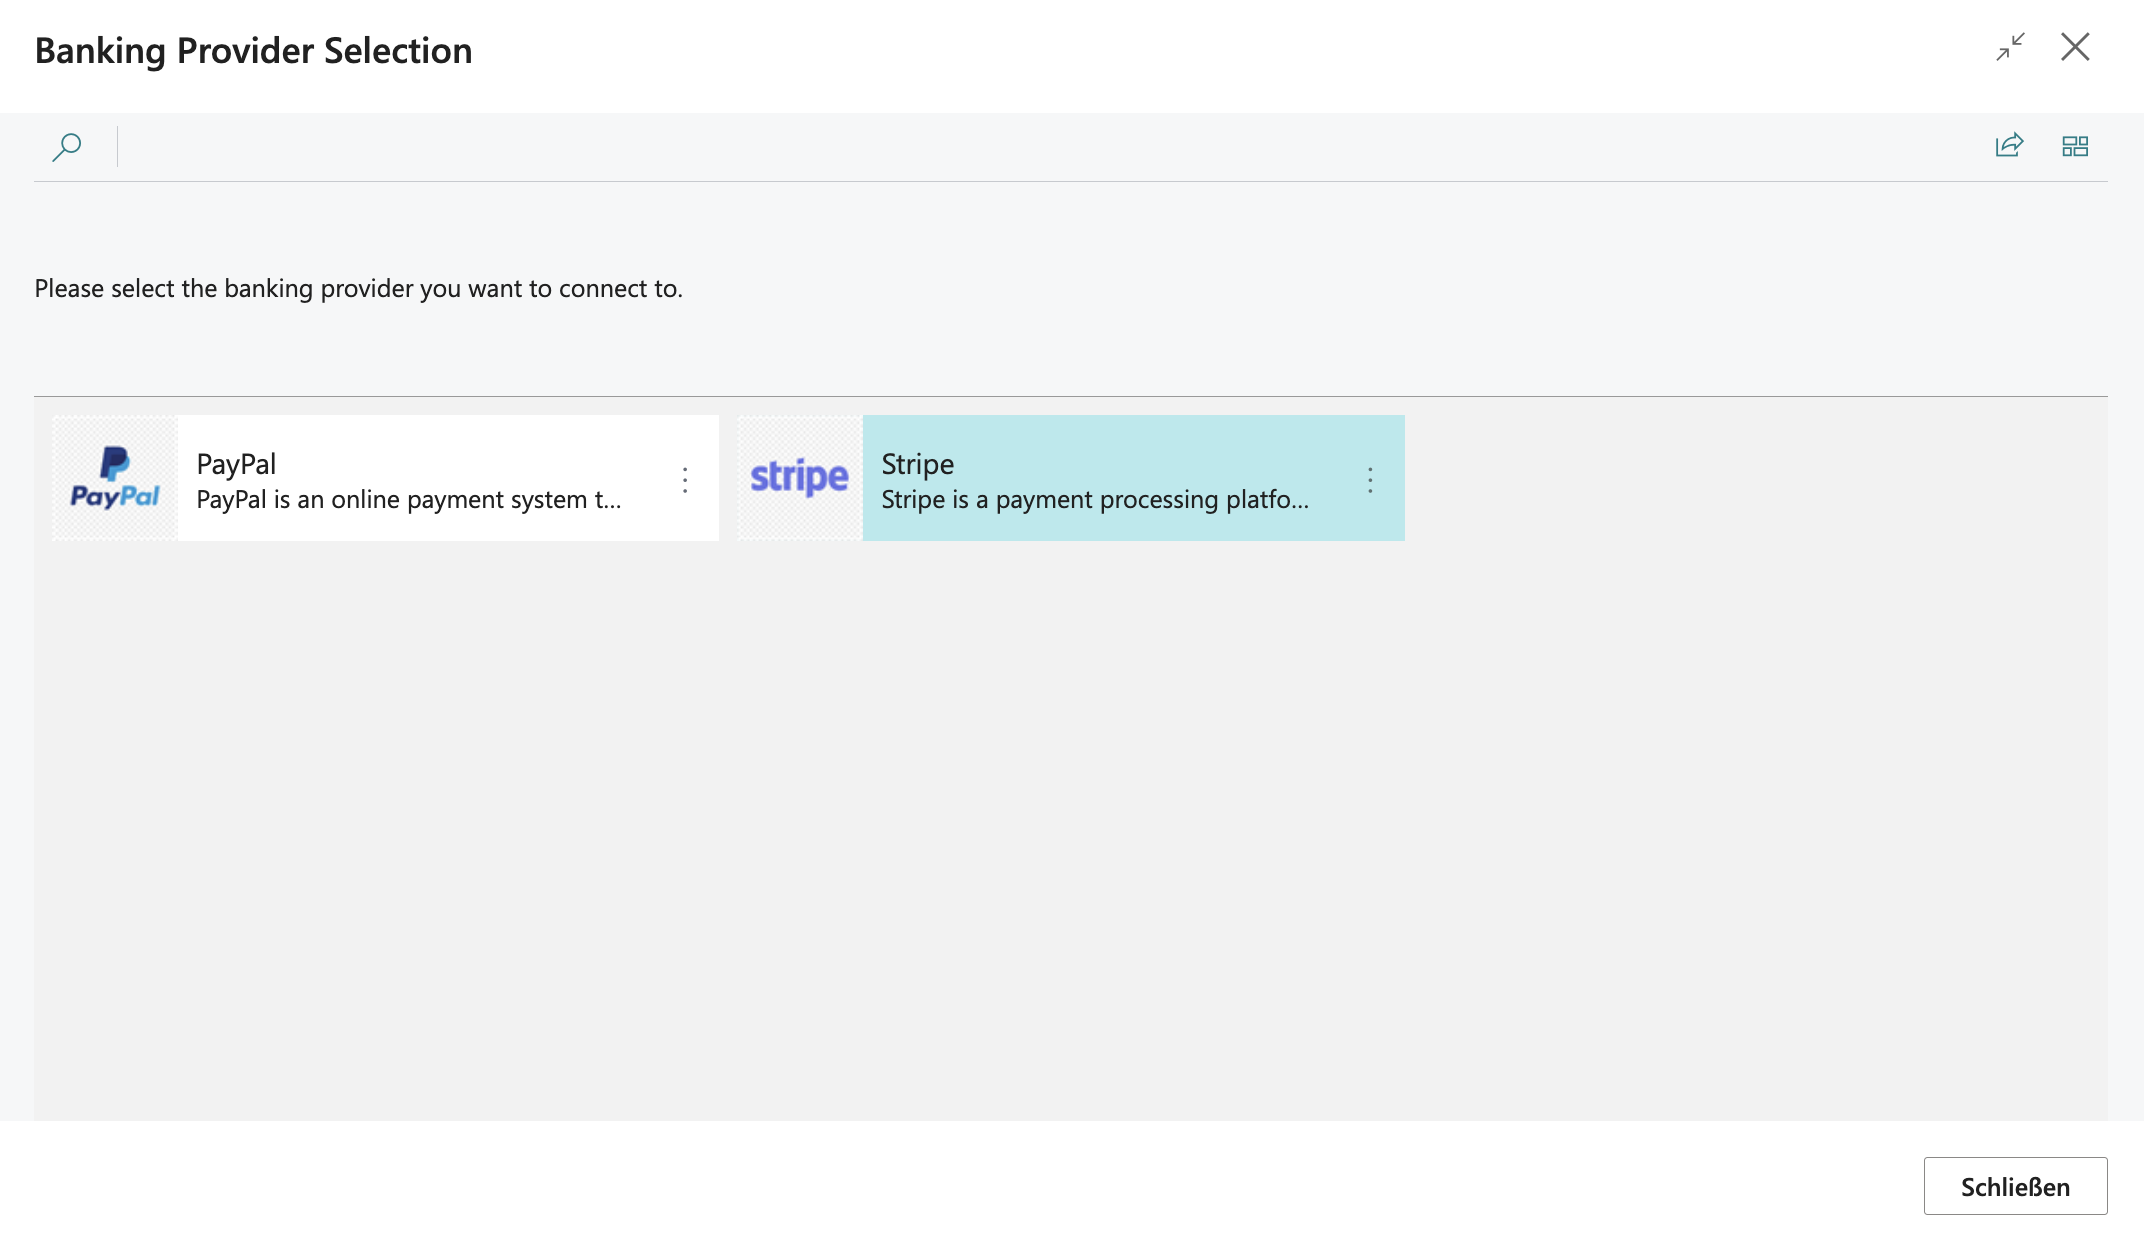 Banking Provider Selection
Please select the banking provider you want to connect to.
PayPal
PayPal
PayPal is an online payment system t...
stripe
Stripe
Stripe is a payment processing platfo...
Schließen